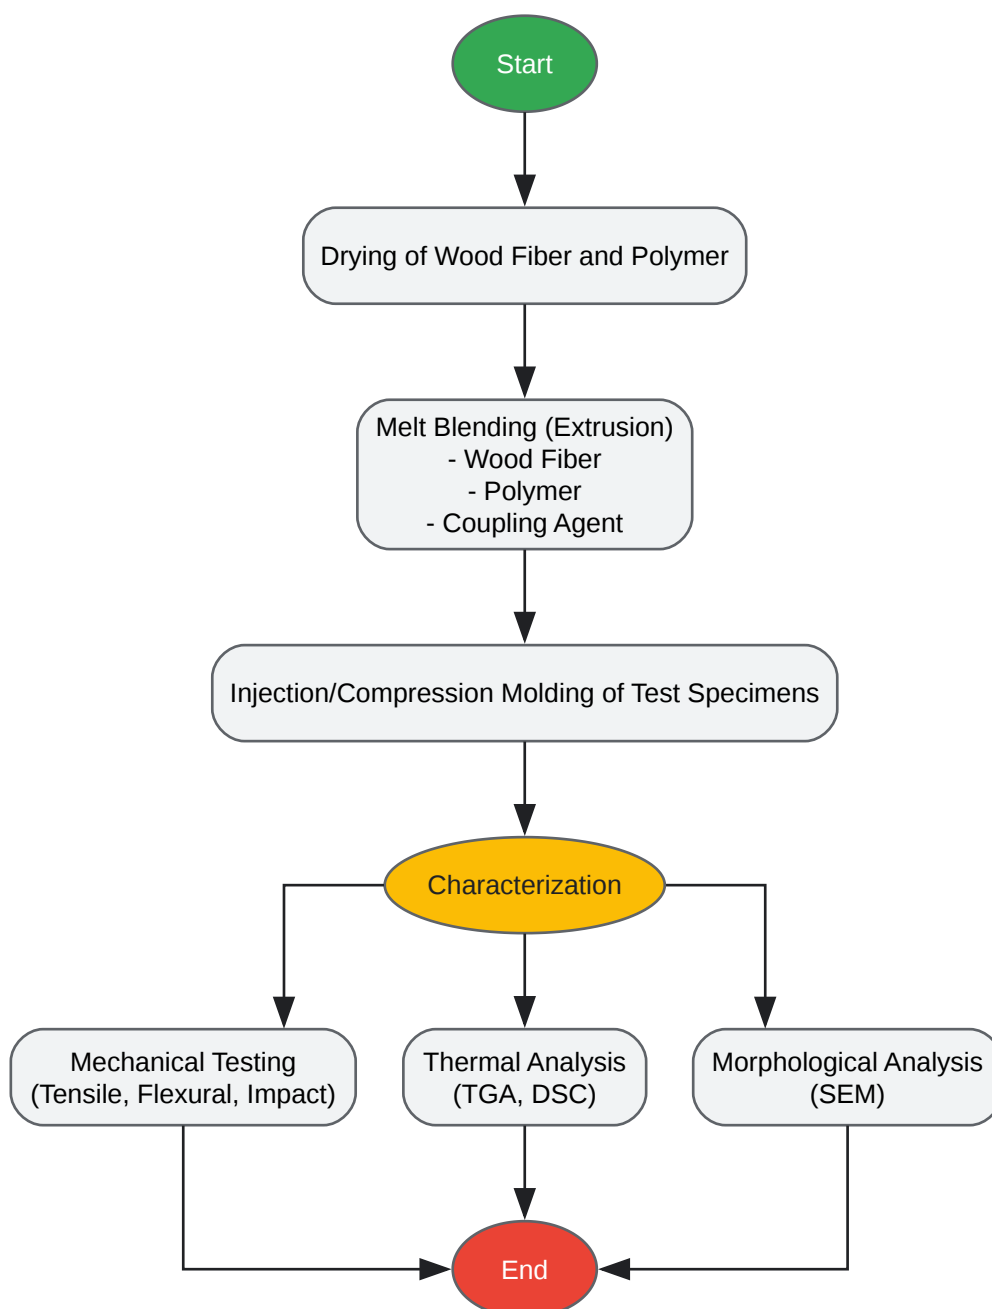 Start
Drying of Wood Fiber and Polymer
Melt Blending (Extrusion)
- Wood Fiber
- Polymer
- Coupling Agent
Injection/Compression Molding of Test Specimens
Characterization
Mechanical Testing
(Tensile, Flexural, Impact)
Thermal Analysis
(TGA, DSC)
Morphological Analysis
(SEM)
End